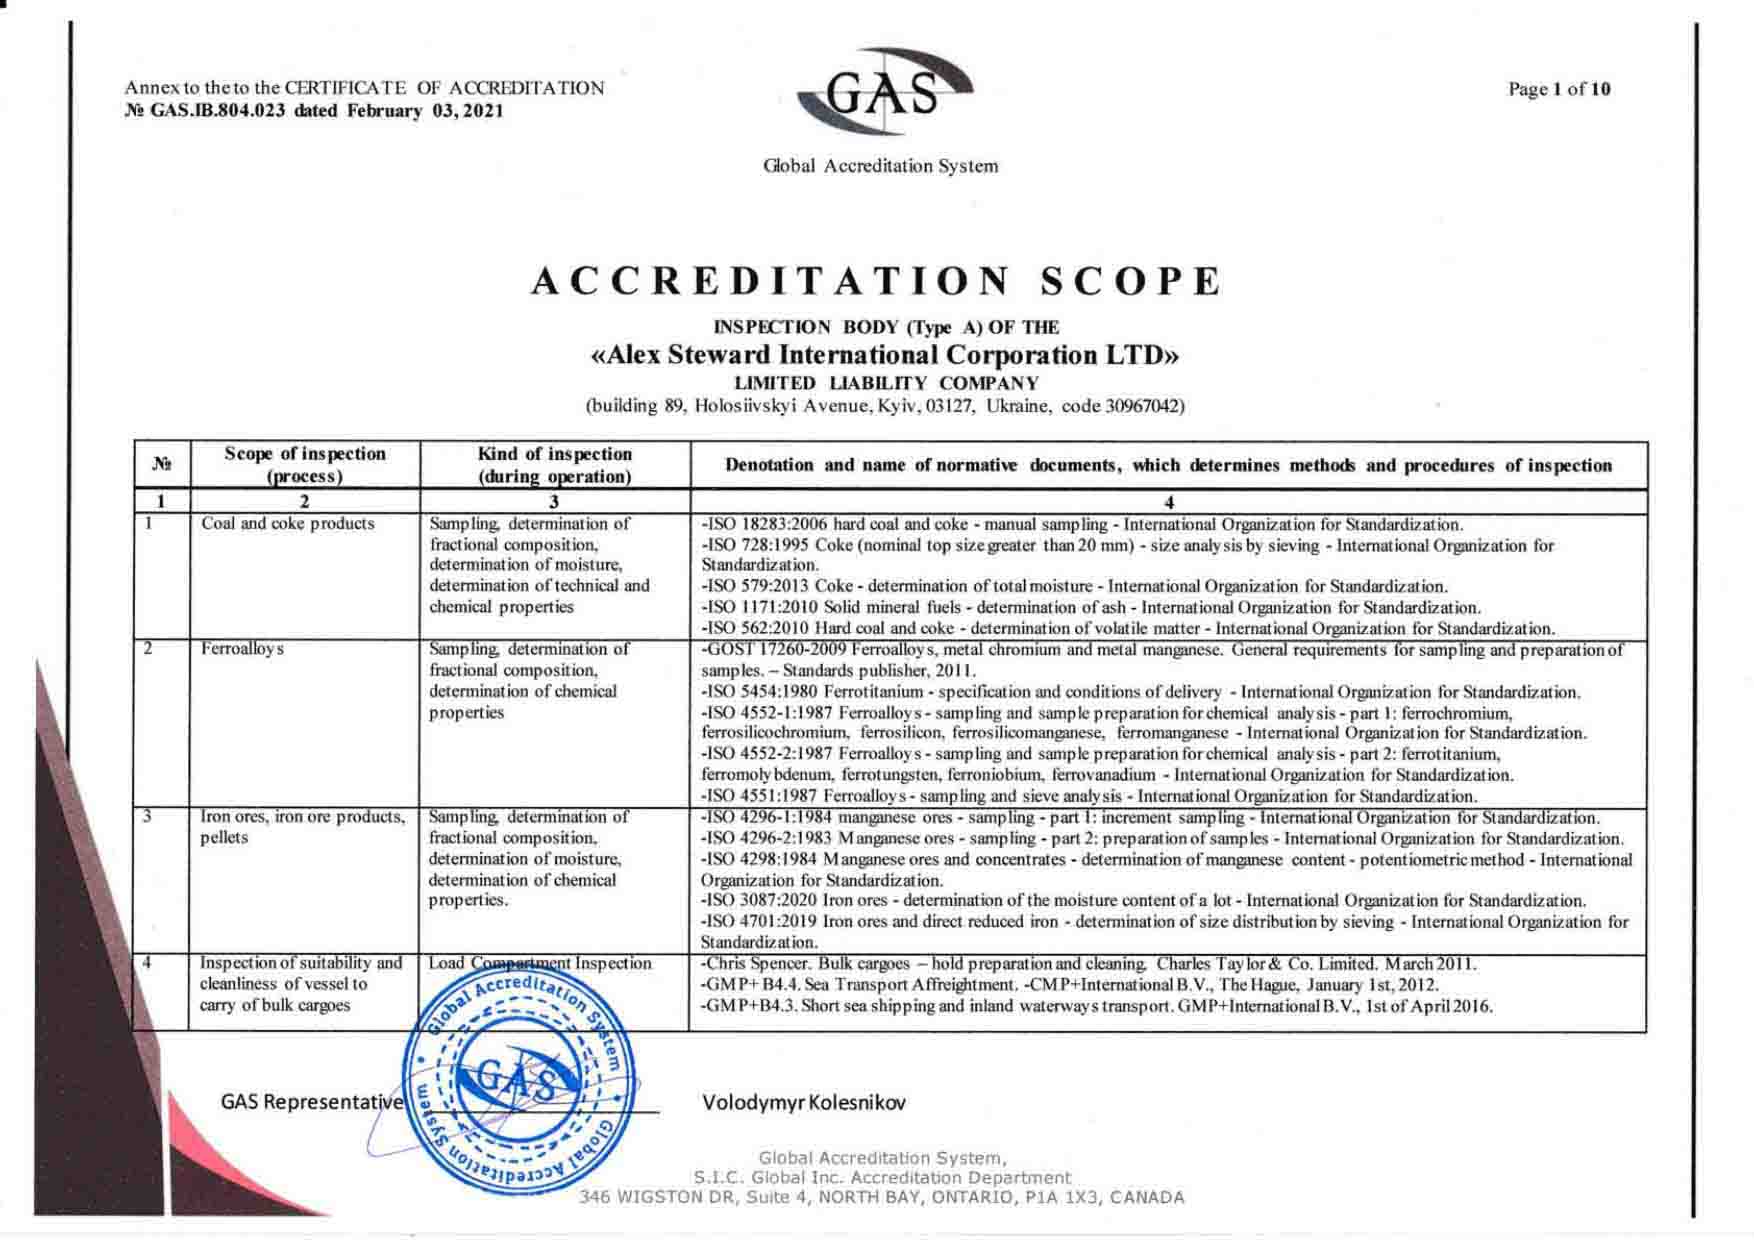 Annex to the to the CERTIFICATE OF ACCREDITATION
№ GAS.IB.804.023 dated February 03, 2021
GAS
Global Accreditation System
Page 1 of 10
ACCREDITATION SCOPE
INSPECTION BODY (Type A) OF THE
«Alex Steward International Corporation LTD»
LIMITED LIABILITY COMPANY
(building 89, Holosiivskyi Avenue, Kyiv, 03127, Ukraine, code 30967042)
№
Scope of inspection
(process)
Kind of inspection
(during operation)
Denotation and name of normative documents, which determines methods and procedures of inspection
1
2
3
4
1
Coal and coke products
Sampling, determination of
fractional composition,
determination of moisture,
determination of technical and
chemical properties
-ISO 18283:2006 hard coal and coke - manual sampling - International Organization for Standardization.
-ISO 728:1995 Coke (nominal top size greater than 20 mm) - size analysis by sieving - International Organization for
Standardization.
-ISO 579:2013 Coke - determination of total moisture - International Organization for Standardization.
-ISO 1171:2010 Solid mineral fuels - determination of ash - International Organization for Standardization.
-ISO 562:2010 Hard coal and coke - determination of volatile matter - International Organization for Standardization.
2
Ferroalloys
Sampling, determination of
fractional composition,
determination of chemical
properties
-GOST 17260-2009 Ferroalloys, metal chromium and metal manganese. General requirements for sampling and preparation of
samples. – Standards publisher, 2011.
-ISO 5454:1980 Ferrotitanium - specification and conditions of delivery - International Organization for Standardization.
-ISO 4552-1:1987 Ferroalloys - sampling and sample preparation for chemical analysis - part 1: ferrochromium,
ferrosilicochromium, ferrosilicon, ferrosilicomanganese, ferromanganese - International Organization for Standardization.
-ISO 4552-2:1987 Ferroalloys - sampling and sample preparation for chemical analysis - part 2: ferrotitanium,
ferromolybdenum, ferrotungsten, ferroniobium, ferrovanadium - International Organization for Standardization.
-ISO 4551:1987 Ferroalloys - sampling and sieve analysis - International Organization for Standardization.
3
Iron ores, iron ore products,
pellets
Sampling, determination of
fractional composition,
determination of moisture,
determination of chemical
properties.
-ISO 4296-1:1984 manganese ores - sampling - part 1: increment sampling - International Organization for Standardization.
-ISO 4296-2:1983 Manganese ores - sampling - part 2: preparation of samples - International Organization for Standardization.
-ISO 4298:1984 Manganese ores and concentrates - determination of manganese content - potentiometric method - International
Organization for Standardization.
-ISO 3087:2020 Iron ores - determination of the moisture content of a lot - International Organization for Standardization.
-ISO 4701:2019 Iron ores and direct reduced iron - determination of size distribution by sieving - International Organization for
Standardization.
4
Inspection of suitability and
cleanliness of vessel to
carry of bulk cargoes
Load Compartment Inspection
-Chris Spencer. Bulk cargoes – hold preparation and cleaning. Charles Taylor & Co. Limited. March 2011.
-GMP+ B4.4. Sea Transport Affreightment. -CMP+International B.V., The Hague, January 1st, 2012.
-GMP+B4.3. Short sea shipping and inland waterways transport. GMP+International B.V., 1st of April 2016.
GAS Representative
Global Accreditation System • Global Accreditation System •
GAS
Volodymyr Kolesnikov
Global Accreditation System,
S.I.C. Global Inc. Accreditation Department
346 WIGSTON DR, Suite 4, NORTH BAY, ONTARIO, P1A 1X3, CANADA